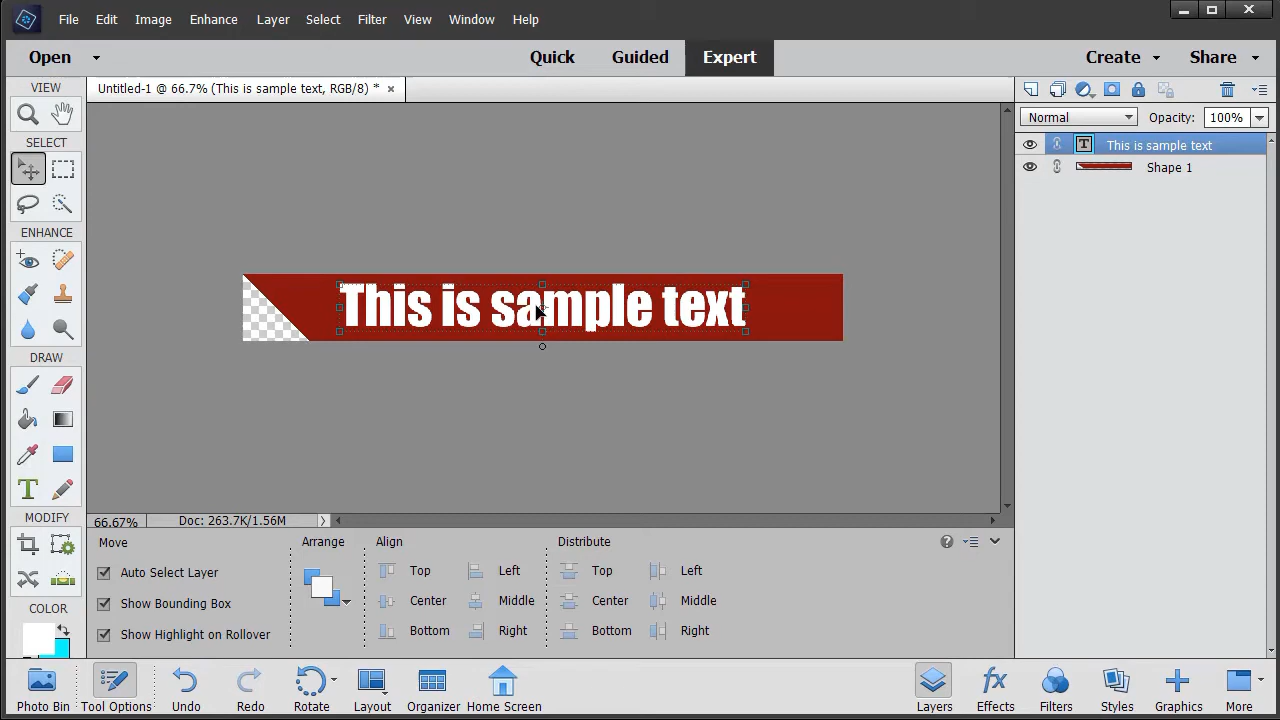 File Edit Image Enhance Layer Select Filter View Window Help
Open Quick Guided Expert Create Share
VIEW
Untitled-1 @ 66.7% (This is sample text, RGB/8) *
Normal Opacity: 100%
SELECT
T This is sample text
Shape 1
ENHANCE
This is sample text
DRAW
T
MODIFY
66.67% Doc: 263.7K/1.56M
Move Arrange Align Distribute
Auto Select Layer Top Left Top Left
Show Bounding Box Center Middle Center Middle
COLOR
Show Highlight on Rollover Bottom Right Bottom Right
Photo Bin Tool Options Undo Redo Rotate Layout Organizer Home Screen Layers Effects Filters Styles Graphics More